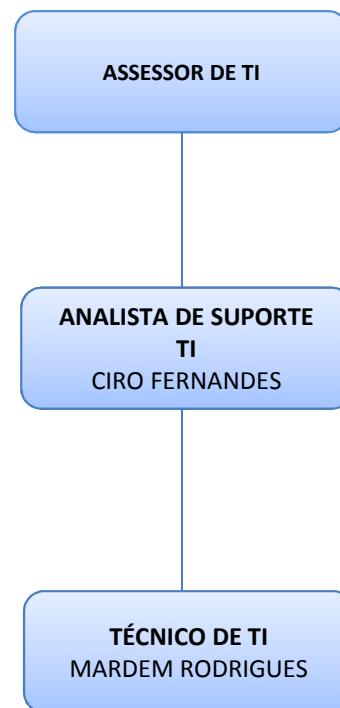 ASSESSOR DE TI
ANALISTA DE SUPORTE
TI
CIRO FERNANDES
TÉCNICO DE TI
MARDEM RODRIGUES